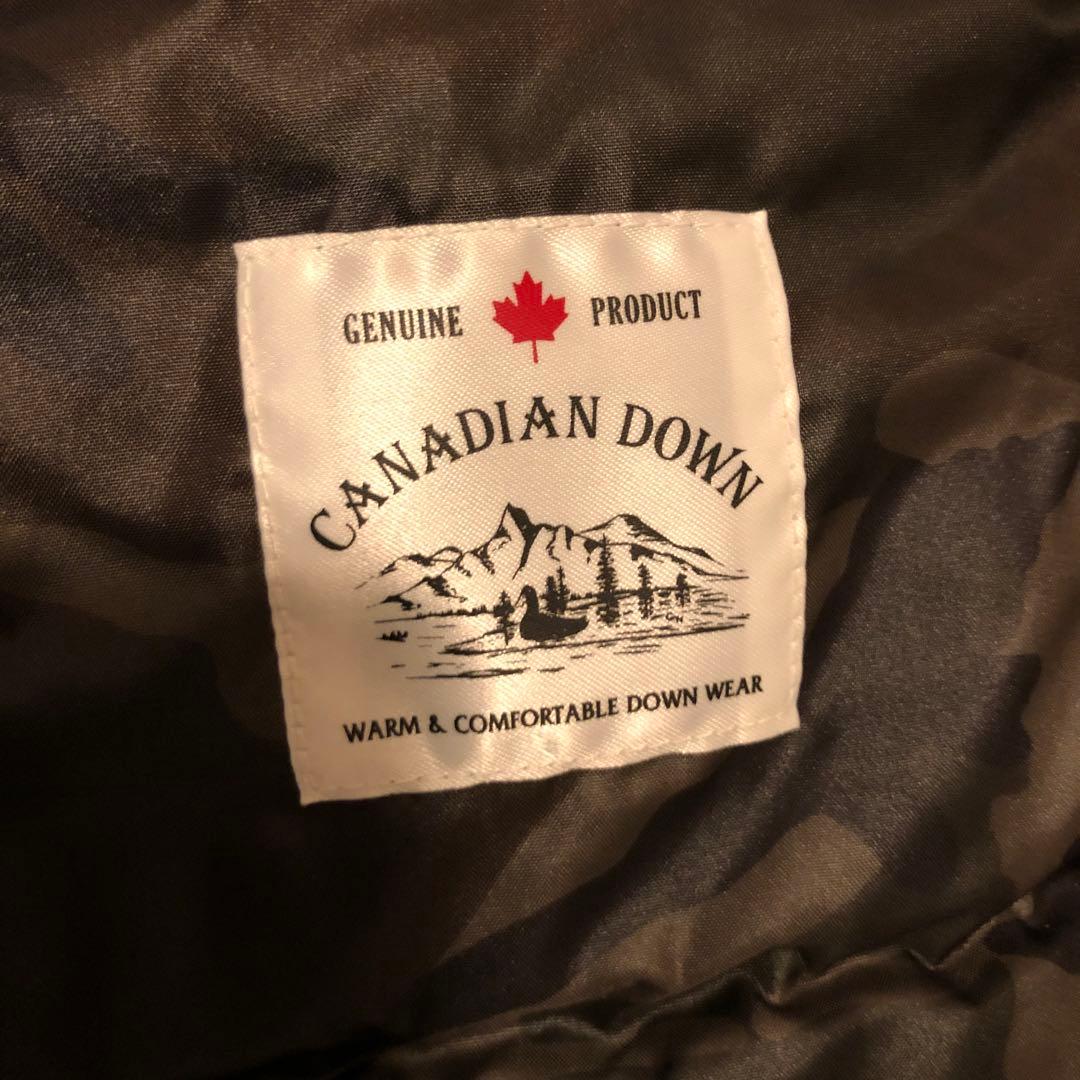 GENUINE PRODUCT
CANADIAN DOWN
WARM & COMFORTABLE DOWN WEAR